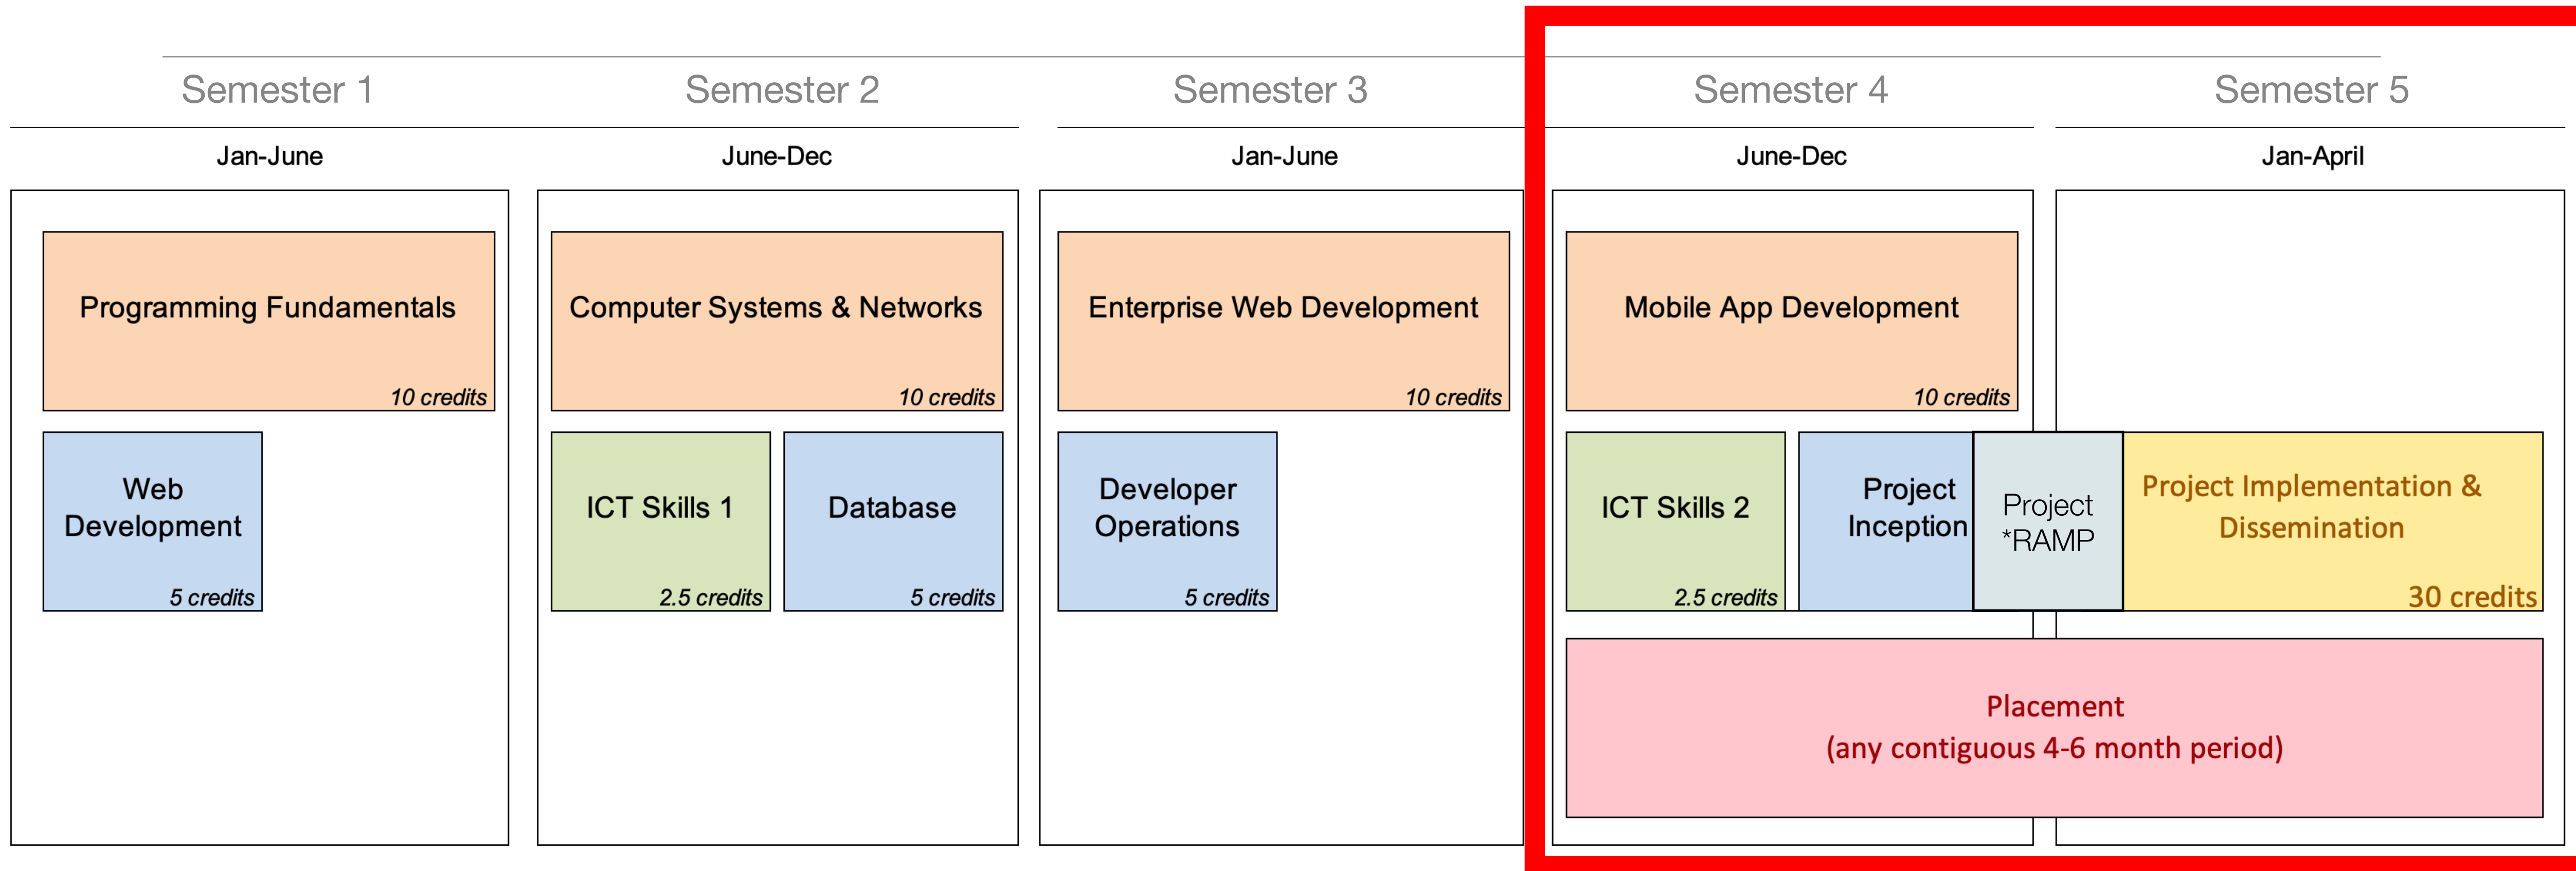 Semester 1
Semester 2
Semester 3
Semester 4
Semester 5
Jan-June
June-Dec
Jan-June
June-Dec
Jan-April
Programming Fundamentals
10 credits
Computer Systems & Networks
10 credits
Enterprise Web Development
10 credits
Mobile App Development
10 credits
Web
Development
5 credits
ICT Skills 1
2.5 credits
Database
5 credits
Developer
Operations
5 credits
ICT Skills 2
2.5 credits
Project
Inception
Project
*RAMP
Project Implementation &
Dissemination
30 credits
Placement
(any contiguous 4-6 month period)